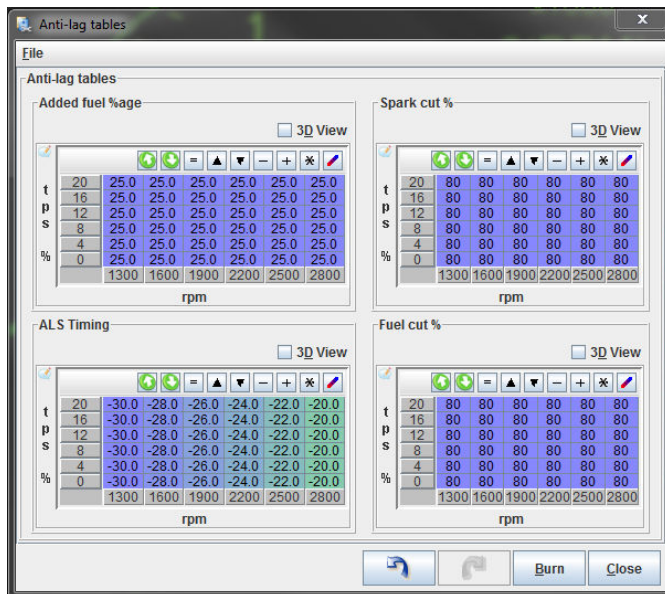 Anti-lag tables
x
File
Anti-lag tables
Added fuel %age
3D View
= − + *
t p s %
20 25.0 25.0 25.0 25.0 25.0 25.0
16 25.0 25.0 25.0 25.0 25.0 25.0
12 25.0 25.0 25.0 25.0 25.0 25.0
8 25.0 25.0 25.0 25.0 25.0 25.0
4 25.0 25.0 25.0 25.0 25.0 25.0
0 25.0 25.0 25.0 25.0 25.0 25.0
1300 1600 1900 2200 2500 2800
rpm
Spark cut %
3D View
= − + *
t p s %
20 80 80 80 80 80 80
16 80 80 80 80 80 80
12 80 80 80 80 80 80
8 80 80 80 80 80 80
4 80 80 80 80 80 80
0 80 80 80 80 80 80
1300 1600 1900 2200 2500 2800
rpm
ALS Timing
3D View
= − + *
t p s %
20 -30.0 -28.0 -26.0 -24.0 -22.0 -20.0
16 -30.0 -28.0 -26.0 -24.0 -22.0 -20.0
12 -30.0 -28.0 -26.0 -24.0 -22.0 -20.0
8 -30.0 -28.0 -26.0 -24.0 -22.0 -20.0
4 -30.0 -28.0 -26.0 -24.0 -22.0 -20.0
0 -30.0 -28.0 -26.0 -24.0 -22.0 -20.0
1300 1600 1900 2200 2500 2800
rpm
Fuel cut %
3D View
= − + *
t p s %
20 80 80 80 80 80 80
16 80 80 80 80 80 80
12 80 80 80 80 80 80
8 80 80 80 80 80 80
4 80 80 80 80 80 80
0 80 80 80 80 80 80
1300 1600 1900 2200 2500 2800
rpm
Burn
Close